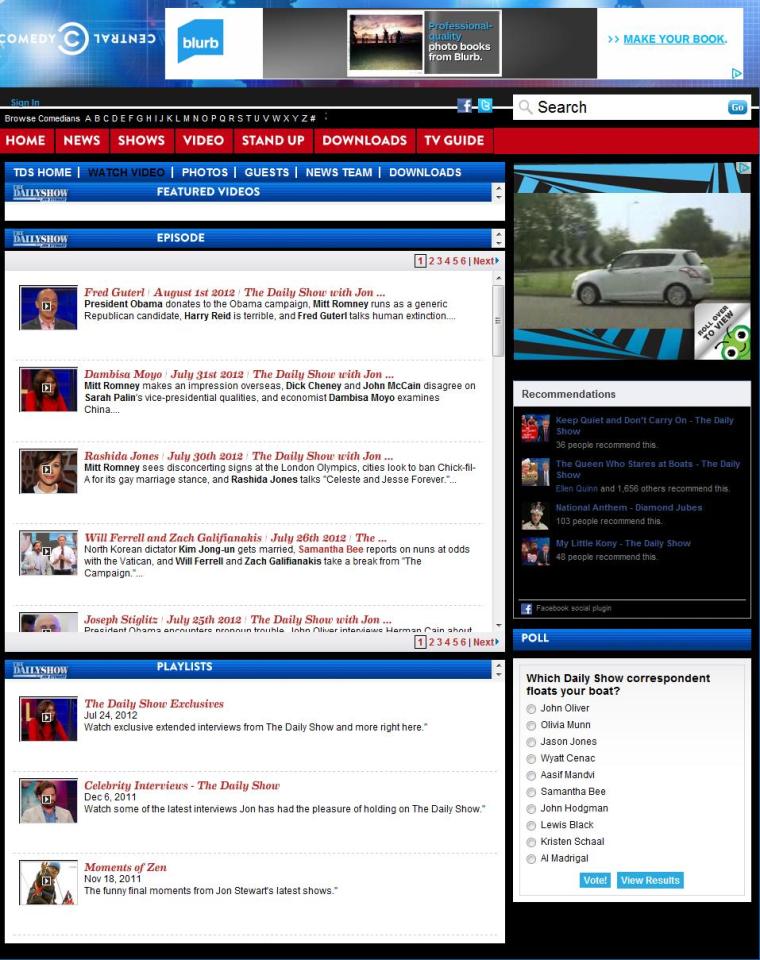 COMEDY CENTRAL
blurb
Professional-
quality
photo books
from Blurb.
>> MAKE YOUR BOOK.
Sign In
Browse Comedians A B C D E F G H I J K L M N O P Q R S T U V W X Y Z #
Search
Go
HOME
NEWS
SHOWS
VIDEO
STAND UP
DOWNLOADS
TV GUIDE
TDS HOME | WATCH VIDEO | PHOTOS | GUESTS | NEWS TEAM | DOWNLOADS
THE DAILYSHOW
FEATURED VIDEOS
THE DAILYSHOW
EPISODE
1 2 3 4 5 6 | Next
Fred Guterl | August 1st 2012 | The Daily Show with Jon ...
President Obama donates to the Obama campaign, Mitt Romney runs as a generic
Republican candidate, Harry Reid is terrible, and Fred Guterl talks human extinction....
Dambisa Moyo | July 31st 2012 | The Daily Show with Jon ...
Mitt Romney makes an impression overseas, Dick Cheney and John McCain disagree on
Sarah Palin's vice-presidential qualities, and economist Dambisa Moyo examines
China....
Rashida Jones | July 30th 2012 | The Daily Show with Jon ...
Mitt Romney sees disconcerting signs at the London Olympics, cities look to ban Chick-fil-
A for its gay marriage stance, and Rashida Jones talks "Celeste and Jesse Forever."...
Will Ferrell and Zach Galifianakis | July 26th 2012 | The ...
North Korean dictator Kim Jong-un gets married, Samantha Bee reports on nuns at odds
with the Vatican, and Will Ferrell and Zach Galifianakis take a break from "The
Campaign."...
Joseph Stiglitz | July 25th 2012 | The Daily Show with Jon ...
President Obama encounters pronoun trouble, John Oliver interviews Herman Cain about
1 2 3 4 5 6 | Next
THE DAILYSHOW
PLAYLISTS
The Daily Show Exclusives
Jul 24, 2012
Watch exclusive extended interviews from The Daily Show and more right here."
Celebrity Interviews - The Daily Show
Dec 6, 2011
Watch some of the latest interviews Jon has had the pleasure of holding on The Daily Show."
Moments of Zen
Nov 18, 2011
The funny final moments from Jon Stewart's latest shows."
ROLL OVER
TO VIEW
Recommendations
Keep Quiet and Don't Carry On - The Daily
Show
36 people recommend this.
The Queen Who Stares at Boats - The Daily
Show
Ellen Quinn and 1,656 others recommend this.
National Anthem - Diamond Jubes
103 people recommend this.
My Little Kony - The Daily Show
48 people recommend this.
Facebook social plugin
POLL
Which Daily Show correspondent
floats your boat?
John Oliver
Olivia Munn
Jason Jones
Wyatt Cenac
Aasif Mandvi
Samantha Bee
John Hodgman
Lewis Black
Kristen Schaal
Al Madrigal
Vote!
View Results